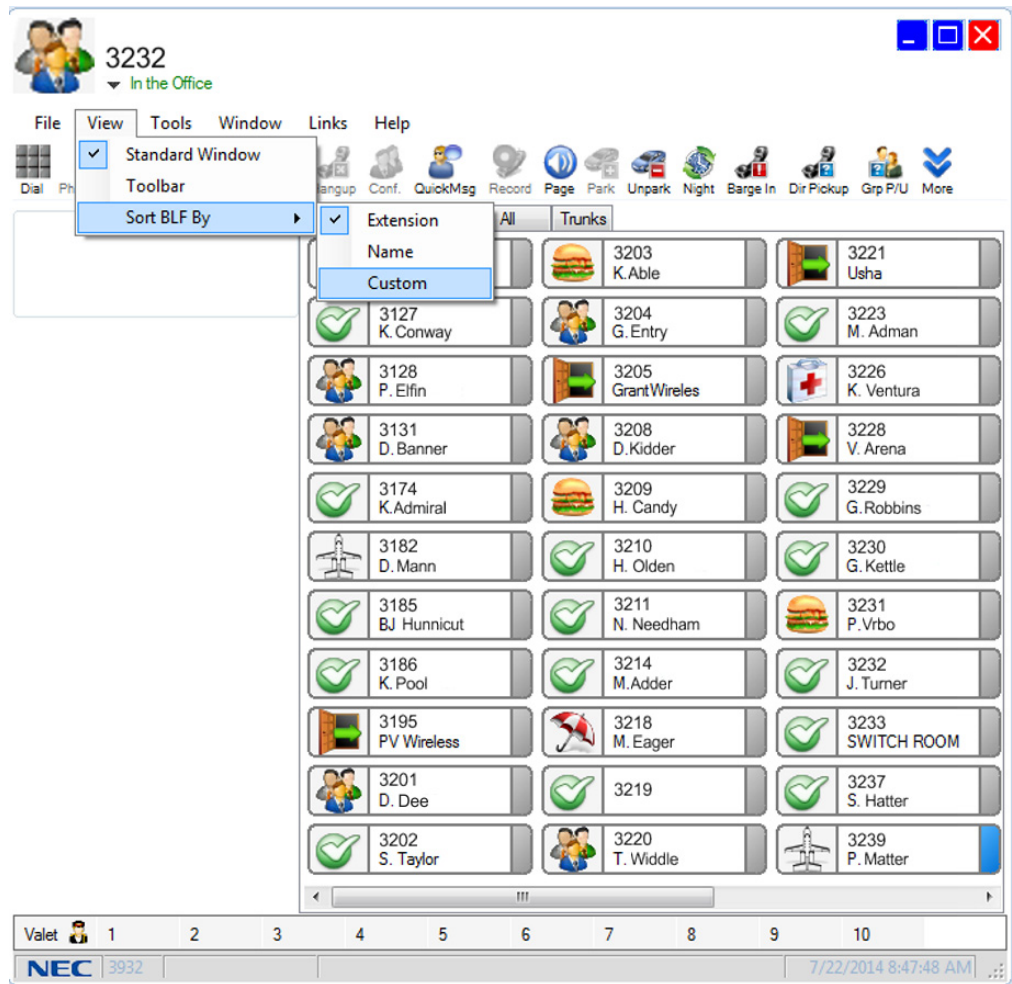 3232
In the Office
File View Tools Window Links Help
Standard Window
Toolbar
Sort BLF By
Extension
Name
Custom
Dial Conf. QuickMsg Record Page Park Unpark Night Barge In Dir Pickup Grp P/U More
All Trunks
3203
K.Able
3221
Usha
3127
K. Conway
3204
G. Entry
3223
M. Adman
3128
P. Elfin
3205
GrantWireles
3226
K. Ventura
3131
D. Banner
3208
D.Kidder
3228
V. Arena
3174
K.Admiral
3209
H. Candy
3229
G. Robbins
3182
D. Mann
3210
H. Olden
3230
G. Kettle
3185
BJ Hunnicut
3211
N. Needham
3231
P.Vrbo
3186
K. Pool
3214
M.Adder
3232
J. Turner
3195
PV Wireless
3218
M. Eager
3233
SWITCH ROOM
3201
D. Dee
3219
3237
S. Hatter
3202
S. Taylor
3220
T. Widdle
3239
P. Matter
Valet 1 2 3 4 5 6 7 8 9 10
NEC 3932 7/22/2014 8:47:48 AM